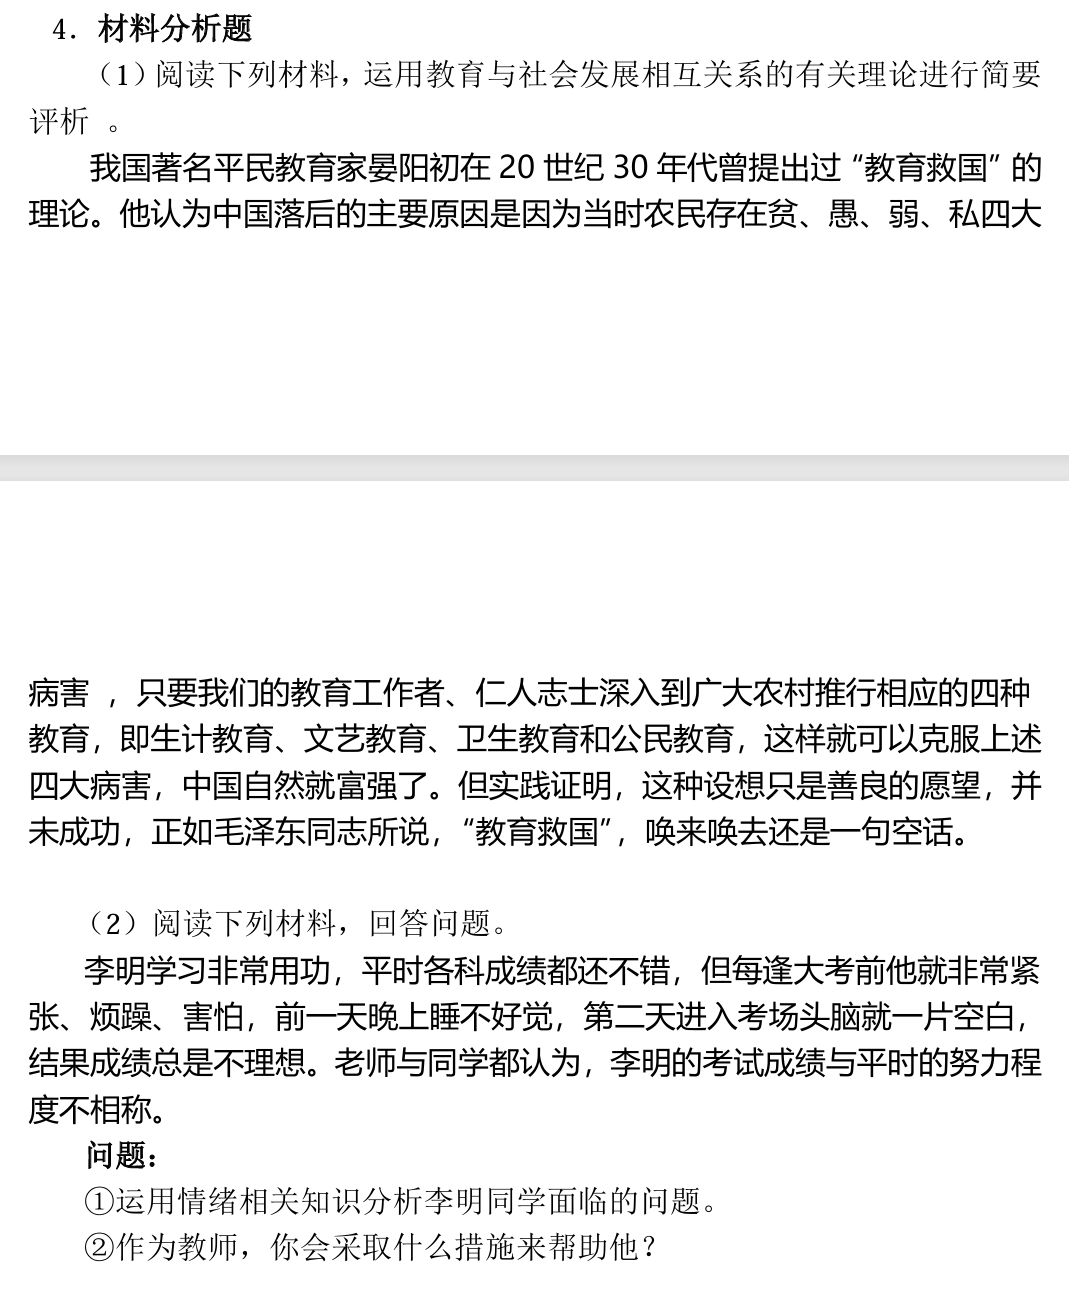 4．材料分析题
（1）阅读下列材料，运用教育与社会发展相互关系的有关理论进行简要
评析 。
我国著名平民教育家晏阳初在 20 世纪 30 年代曾提出过 “教育救国” 的
理论。他认为中国落后的主要原因是因为当时农民存在贫、愚、弱、私四大
病害 ，只要我们的教育工作者、仁人志士深入到广大农村推行相应的四种
教育，即生计教育、文艺教育、卫生教育和公民教育，这样就可以克服上述
四大病害，中国自然就富强了。但实践证明，这种设想只是善良的愿望，并
未成功，正如毛泽东同志所说，“教育救国”，唤来唤去还是一句空话。
（2）阅读下列材料，回答问题。
李明学习非常用功，平时各科成绩都还不错，但每逢大考前他就非常紧
张、烦躁、害怕，前一天晚上睡不好觉，第二天进入考场头脑就一片空白，
结果成绩总是不理想。老师与同学都认为，李明的考试成绩与平时的努力程
度不相称。
问题：
①运用情绪相关知识分析李明同学面临的问题。
②作为教师，你会采取什么措施来帮助他？